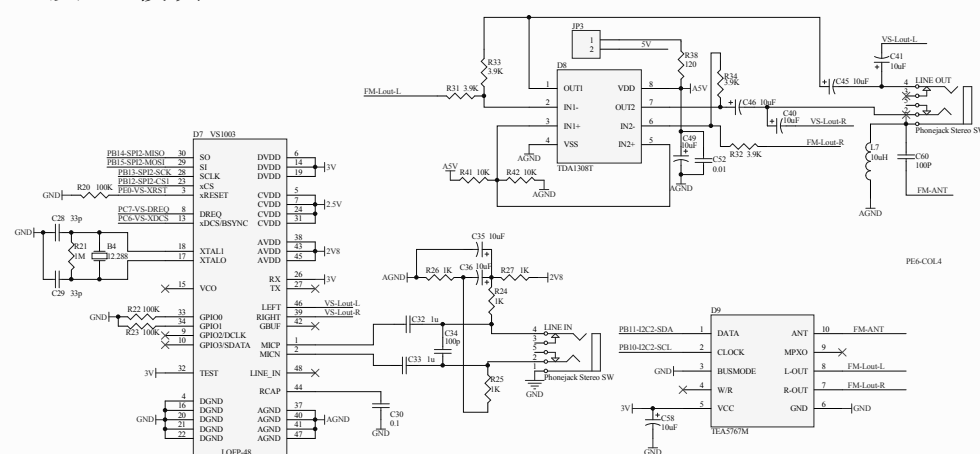 JP3
1
2
5V
R38
120
A5V
VS-Lout-L
C41
10uF
R33
3.9K
D8
R34
3.9K
C45 10uF
4 LINE OUT
FM-Lout-L
R31 3.9K
1 OUT1 VDD 8
2 IN1- OUT2 7
3 IN1+ IN2- 6
4 VSS IN2+ 5
TDA1308T
C46 10uF
C40
10uF
VS-Lout-R
FM-Lout-R
R32 3.9K
Phonejack Stereo SW
AGND
C49
10uF
C52
0.01
AGND
L7
10uH
C60
100P
FM-ANT
AGND
A5V
R41 10K
R42 10K
AGND
D7 VS1003
PB14-SPI2-MISO 30 SO DVDD 6
PB15-SPI2-MOSI 29 SI DVDD 14
PB13-SPI2-SCK 28 SCLK DVDD 19
3V
PB12-SPI2-CS1 23 xCS
GND R20 100K PE0-VS-XRST 3 xRESET CVDD 5
CVDD 7
PC7-VS-DREQ 8 DREQ CVDD 24
PC6-VS-XDCS 13 xDCS/BSYNC CVDD 31
2.5V
C28 33p
GND
R21
1M
B4
12.288
C29 33p
AVDD 38
18 XTAL1 AVDD 43
17 XTALO AVDD 45
2V8
RX 26 3V
15 VCO TX 27
LEFT 46 VS-Lout-L
GND R22 100K 33 GPIO0 RIGHT 39 VS-Lout-R
R23 100K 34 GPIO1 GBUF 42
9 GPIO2/DCLK
10 GPIO3/SDATA MICP 1
MICN 2
3V 32 TEST LINE_IN 48
RCAP 44
4 DGND
16 DGND AGND 37
GND 20 DGND AGND 40 AGND
21 DGND AGND 41
22 DGND AGND 47
LQFP-48
C30
0.1
GND
C35 10uF
AGND R26 1K C36 10uF R27 1K 2V8
R24
1K
C32 1u
C34
100p
C33 1u
R25
1K
4 LINE IN
3
5
2
1
Phonejack Stereo SW
GND
PE6-COL4
D9
PB11-I2C2-SDA 1 DATA ANT 10 FM-ANT
PB10-I2C2-SCL 2 CLOCK MPXO 9
GND 3 BUSMODE L-OUT 8 FM-Lout-L
4 W/R R-OUT 7 FM-Lout-R
3V 5 VCC GND 6 GND
TEA5767M
C58
10uF
GND